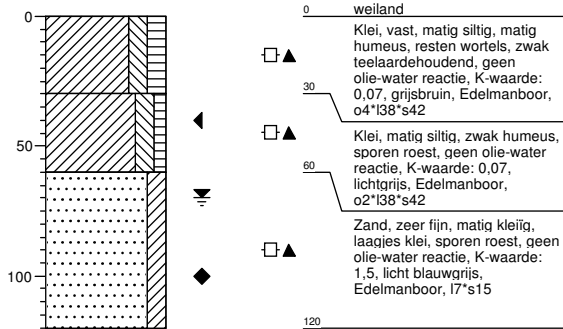 0
50
100
0 weiland
Klei, vast, matig siltig, matig
humeus, resten wortels, zwak
teelaardehoudend, geen
olie-water reactie, K-waarde:
0,07, grijsbruin, Edelmanboor,
o4*l38*s42
30
Klei, matig siltig, zwak humeus,
sporen roest, geen olie-water
reactie, K-waarde: 0,07,
lichtgrijs, Edelmanboor,
o2*l38*s42
60
Zand, zeer fijn, matig kleiïg,
laagjes klei, sporen roest, geen
olie-water reactie, K-waarde:
1,5, licht blauwgrijs,
Edelmanboor, l7*s15
120